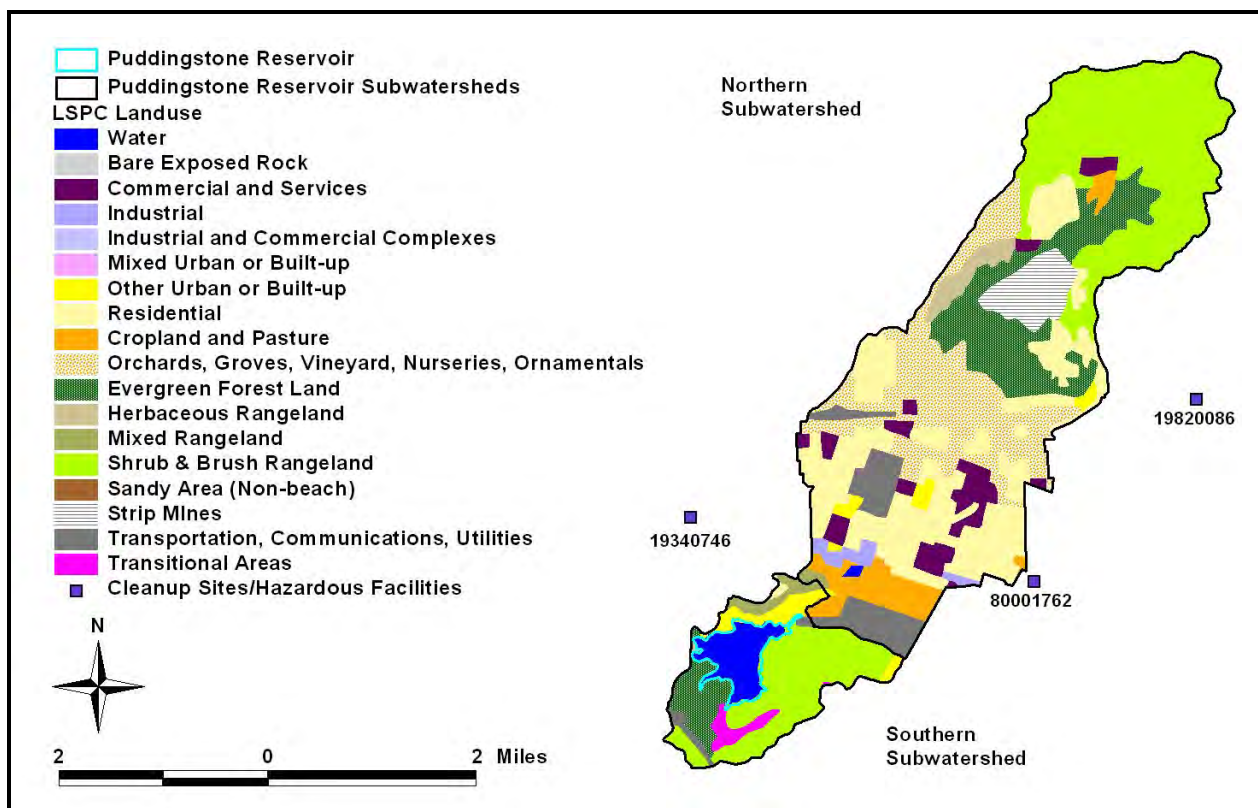 Puddingstone Reservoir
Puddingstone Reservoir Subwatersheds
LSPC Landuse
Water
Bare Exposed Rock
Commercial and Services
Industrial
Industrial and Commercial Complexes
Mixed Urban or Built-up
Other Urban or Built-up
Residential
Cropland and Pasture
Orchards, Groves, Vineyard, Nurseries, Ornamentals
Evergreen Forest Land
Herbaceous Rangeland
Mixed Rangeland
Shrub & Brush Rangeland
Sandy Area (Non-beach)
Strip MInes
Transportation, Communications, Utilities
Transitional Areas
Cleanup Sites/Hazardous Facilities
N
2 0 2 Miles
Northern
Subwatershed
19820086
19340746
80001762
Southern
Subwatershed